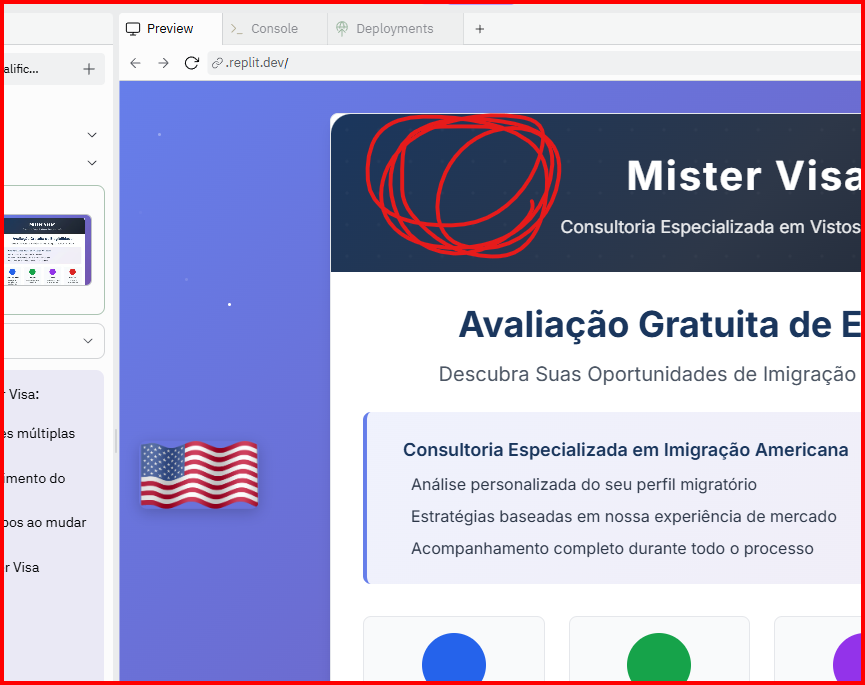 Preview
Console
Deployments
.replit.dev/
alific...
Mister Visa
Consultoria Especializada em Vistos
Avaliação Gratuita de E
Descubra Suas Oportunidades de Imigração
Consultoria Especializada em Imigração Americana
Análise personalizada do seu perfil migratório
Estratégias baseadas em nossa experiência de mercado
Acompanhamento completo durante todo o processo
r Visa:
es múltiplas
imento do
pos ao mudar
r Visa